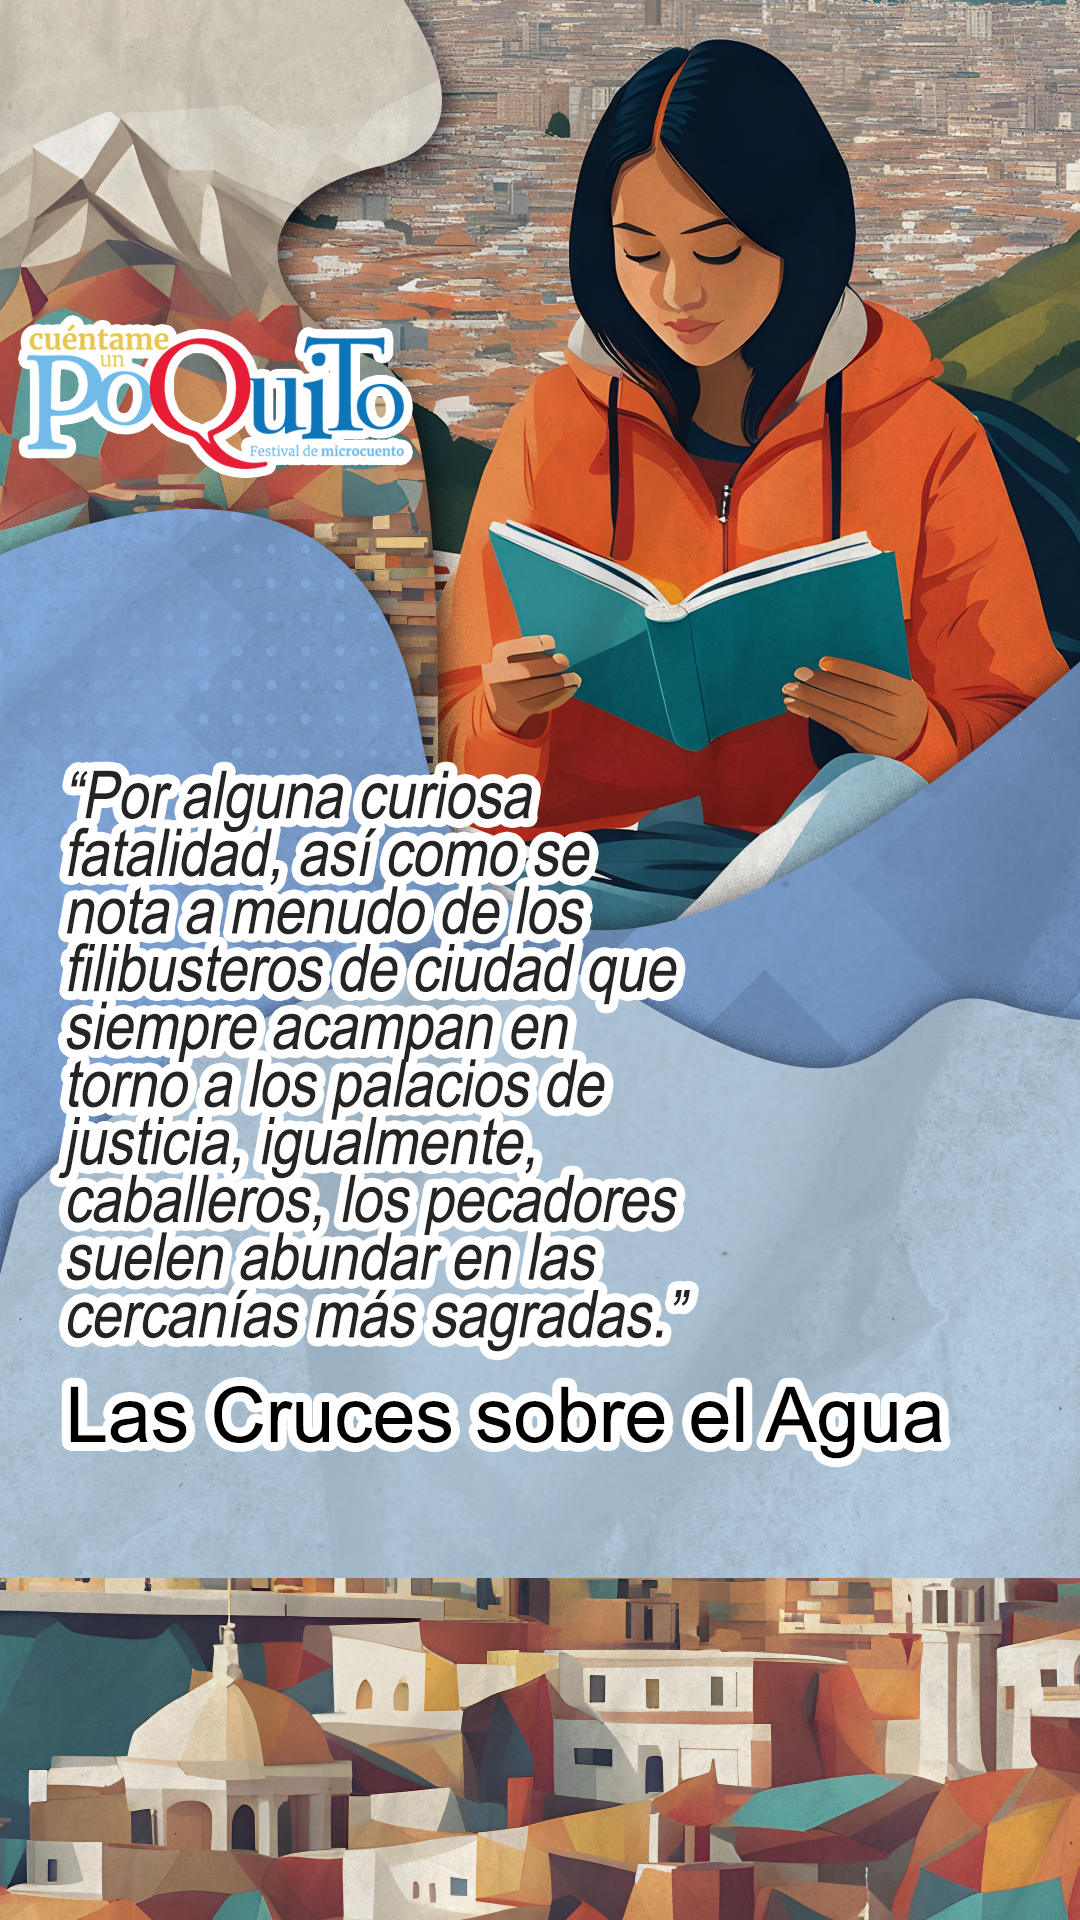 cuéntame
un
PoQuiTo
Festival de microcuento
“Por alguna curiosa
fatalidad, así como se
nota a menudo de los
filibusteros de ciudad que
siempre acampan en
torno a los palacios de
justicia, igualmente,
caballeros, los pecadores
suelen abundar en las
cercanías más sagradas.”
Las Cruces sobre el Agua